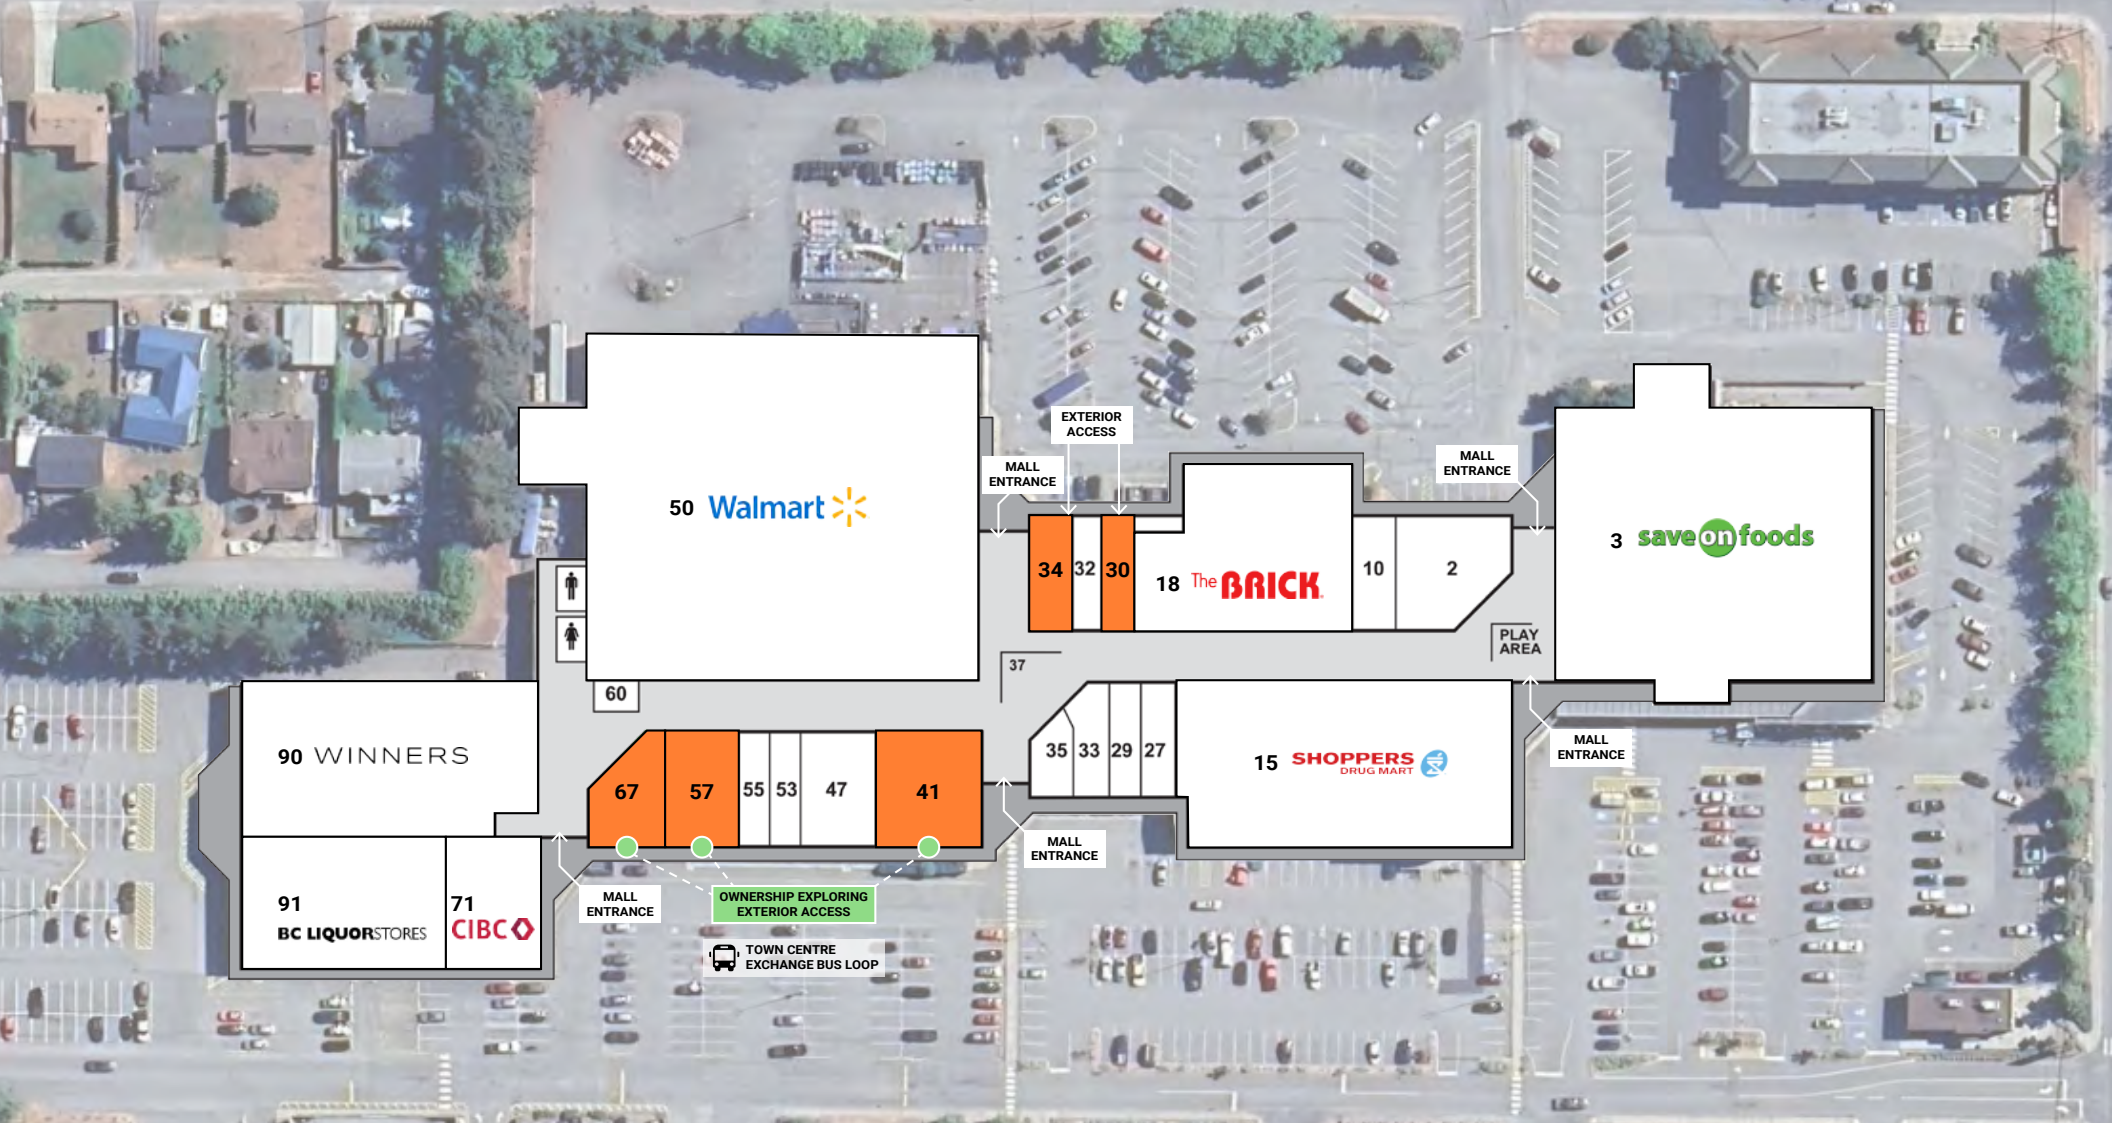 EXTERIOR
ACCESS
MALL
ENTRANCE
MALL
ENTRANCE
50 Walmart
34
32
30
18 The BRICK
10
2
3 save on foods
PLAY
AREA
37
60
90 WINNERS
67
57
55
53
47
41
35
33
29
27
15 SHOPPERS
DRUG MART
MALL
ENTRANCE
MALL
ENTRANCE
91
BC LIQUORSTORES
71
CIBC
MALL
ENTRANCE
OWNERSHIP EXPLORING
EXTERIOR ACCESS
TOWN CENTRE
EXCHANGE BUS LOOP